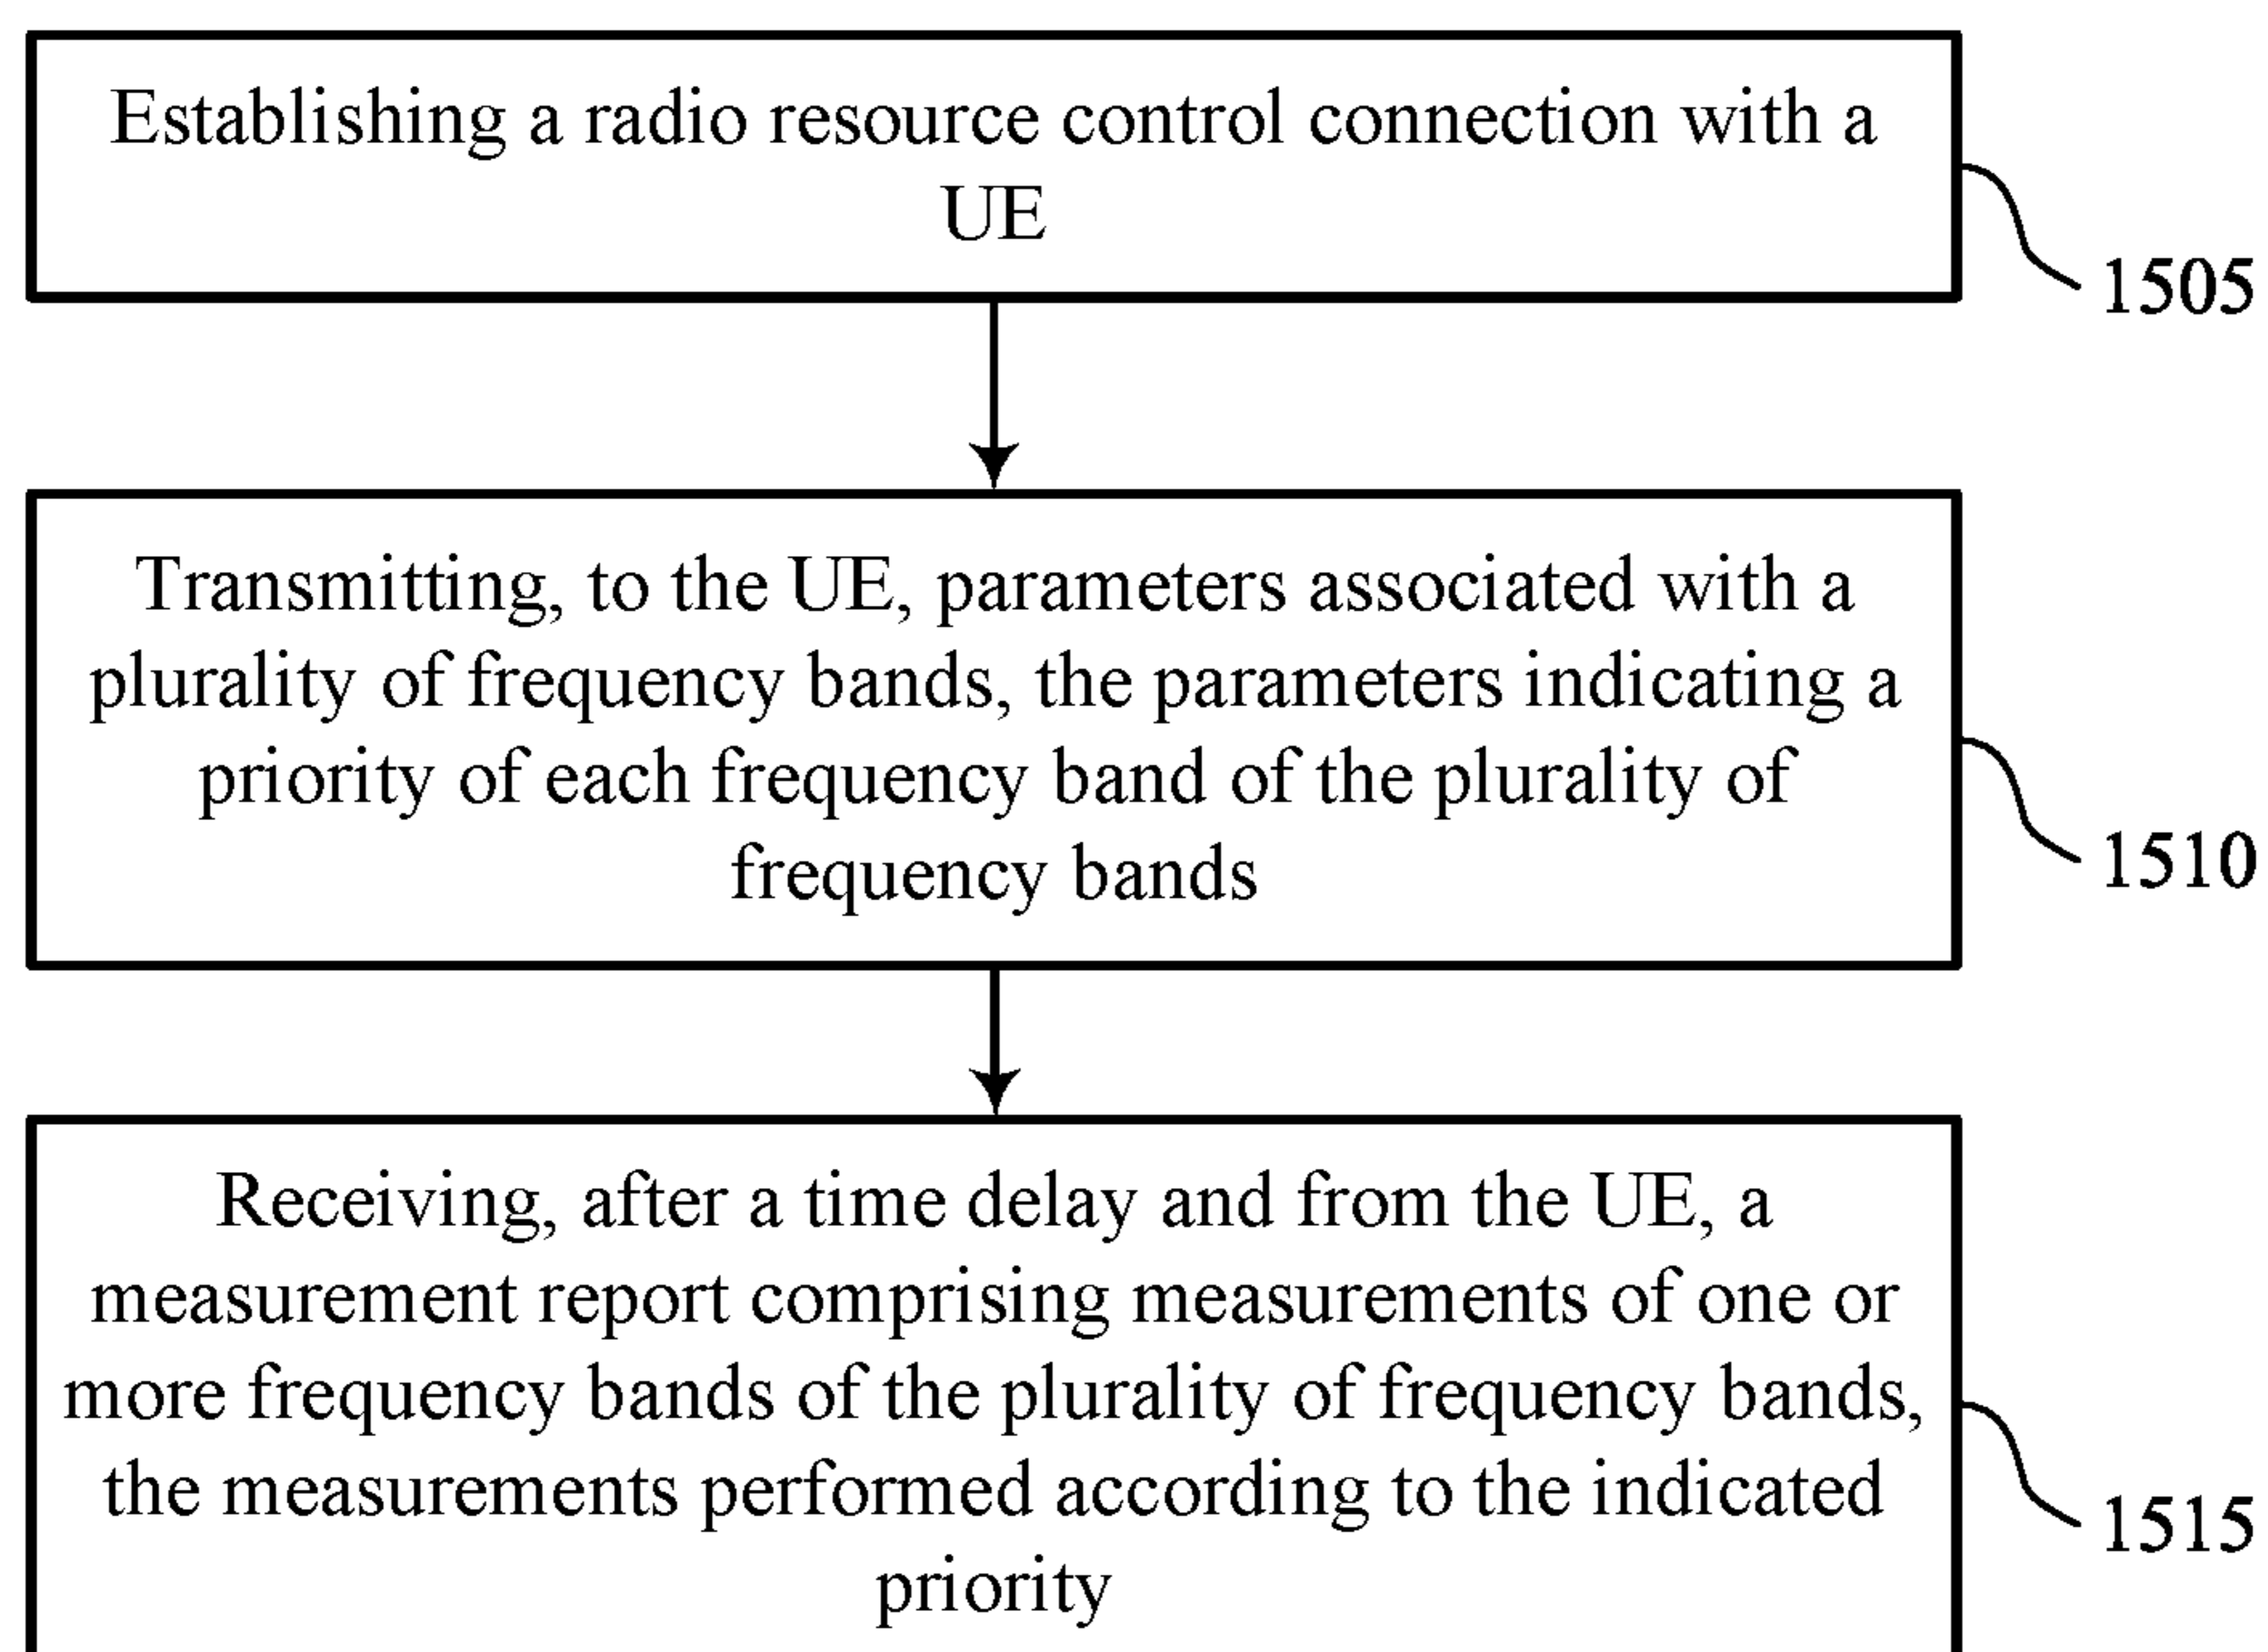 Establishing a radio resource control connection with a
UE
1505
Transmitting, to the UE, parameters associated with a
plurality of frequency bands, the parameters indicating a
priority of each frequency band of the plurality of
frequency bands
1510
Receiving, after a time delay and from the UE, a
measurement report comprising measurements of one or
more frequency bands of the plurality of frequency bands,
the measurements performed according to the indicated
priority
1515